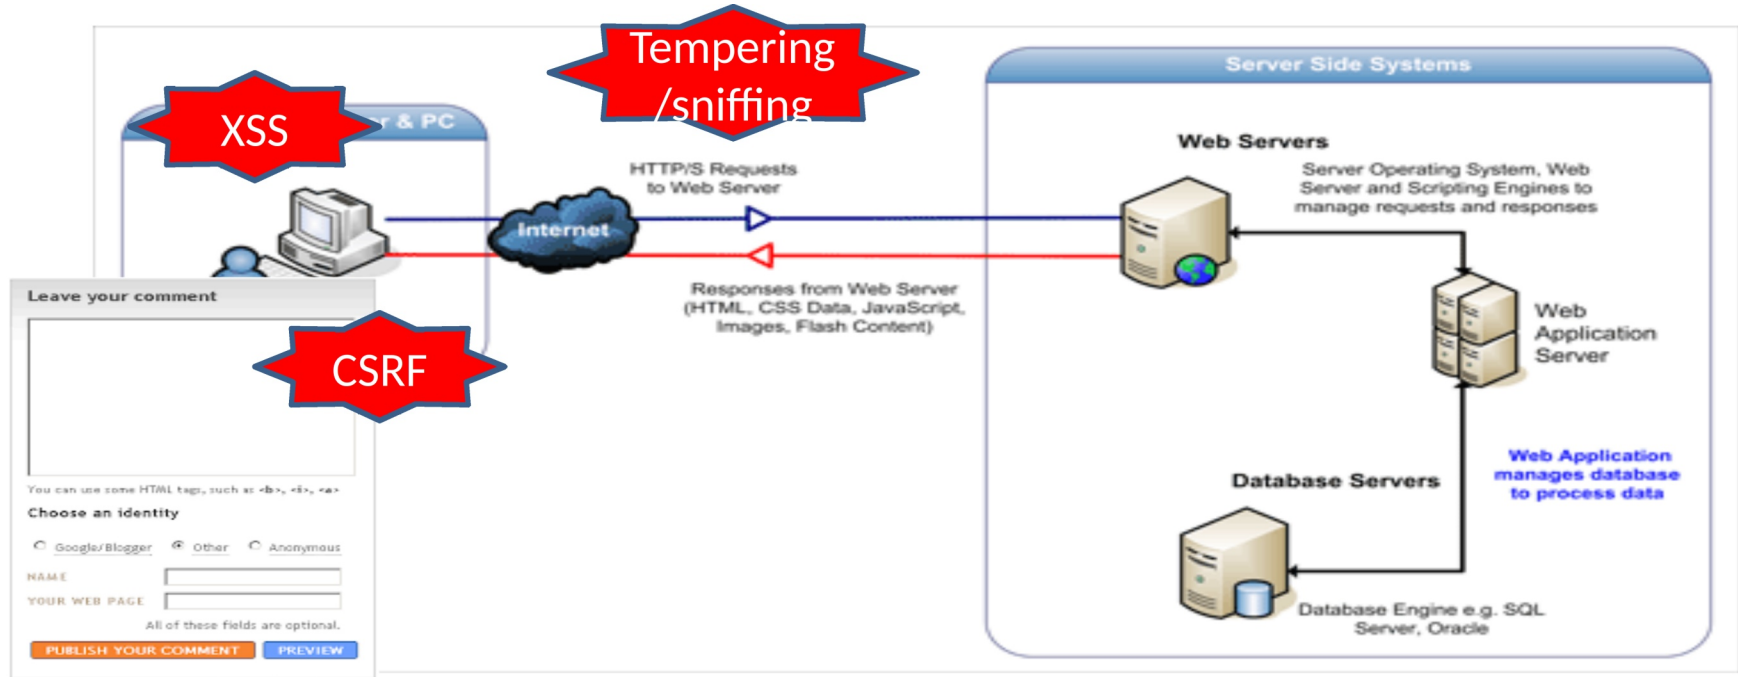 Tempering
/sniffing
XSS
r & PC
Server Side Systems
HTTP/S Requests
to Web Server
Internet
Responses from Web Server
(HTML, CSS Data, JavaScript,
Images, Flash Content)
Web Servers
Server Operating System, Web
Server and Scripting Engines to
manage requests and responses
Web
Application
Server
Web Application
manages database
to process data
Database Servers
Database Engine e.g. SQL
Server, Oracle
Leave your comment
CSRF
You can use some HTML tags, such as <b>, <i>, <a>
Choose an identity
Google/Blogger Other Anonymous
NAME
YOUR WEB PAGE
All of these fields are optional.
PUBLISH YOUR COMMENT PREVIEW